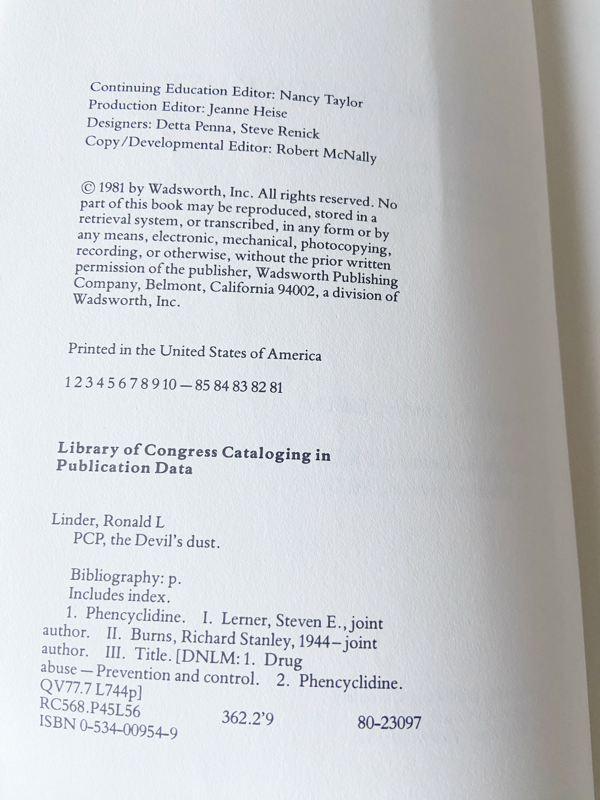 Continuing Education Editor: Nancy Taylor
Production Editor: Jeanne Heise
Designers: Detta Penna, Steve Renick
Copy/Developmental Editor: Robert McNally
© 1981 by Wadsworth, Inc. All rights reserved. No
part of this book may be reproduced, stored in a
retrieval system, or transcribed, in any form or by
any means, electronic, mechanical, photocopying,
recording, or otherwise, without the prior written
permission of the publisher, Wadsworth Publishing
Company, Belmont, California 94002, a division of
Wadsworth, Inc.
Printed in the United States of America
1 2 3 4 5 6 7 8 9 10 — 85 84 83 82 81
Library of Congress Cataloging in
Publication Data
Linder, Ronald L
PCP, the Devil's dust.
Bibliography: p.
Includes index.
1. Phencyclidine. I. Lerner, Steven E., joint
author. II. Burns, Richard Stanley, 1944– joint
author. III. Title. [DNLM: 1. Drug
abuse — Prevention and control. 2. Phencyclidine.
QV77.7 L744p]
RC568.P45L56 362.2'9 80-23097
ISBN 0-534-00954-9